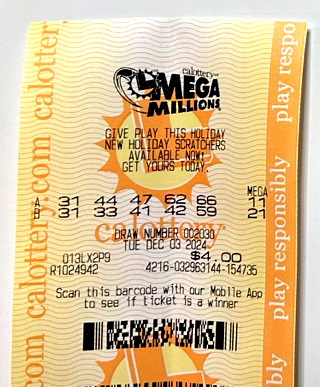 calottery
MEGA
MILLIONS
GIVE PLAY THIS HOLIDAY
NEW HOLIDAY SCRATCHERS
AVAILABLE NOW!
GET YOURS TODAY.
MEGA
A 31 44 47 62 66 11
B 31 33 41 42 59 21
calottery
DRAW NUMBER 002030
TUE DEC 03 2024
013LX2P9 $4.00
R1024942 4216-032963144-154735
Scan this barcode with our Mobile App
to see if ticket is a winner
com calottery.com calottery
play respo
play responsibly
bly